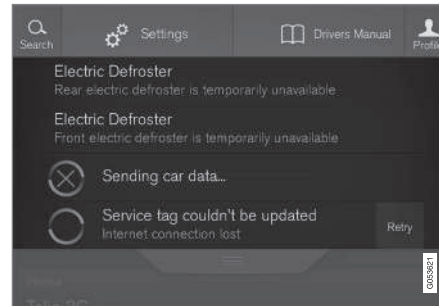 Search Settings Drivers Manual Profile
Electric Defroster
Rear electric defroster is temporarily unavailable
Electric Defroster
Front electric defroster is temporarily unavailable
Sending car data...
Service tag couldn't be updated
Internet connection lost
Retry
G053621